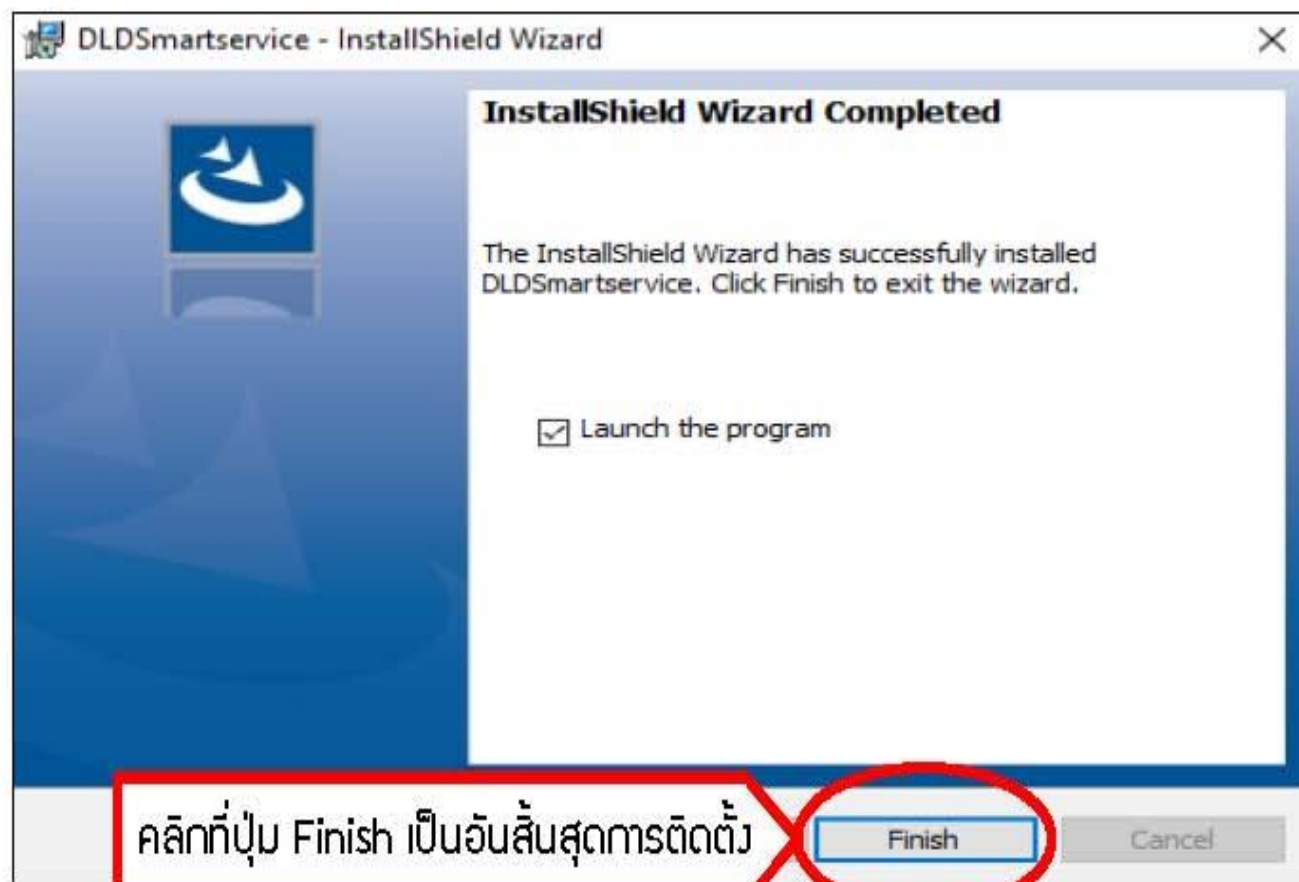 DLDSmartservice - InstallShield Wizard
InstallShield Wizard Completed
The InstallShield Wizard has successfully installed
DLDSmartservice. Click Finish to exit the wizard.
Launch the program
คลิกที่ปุ่ม Finish เป็นอันสิ้นสุดการติดตั้ง
Finish
Cancel